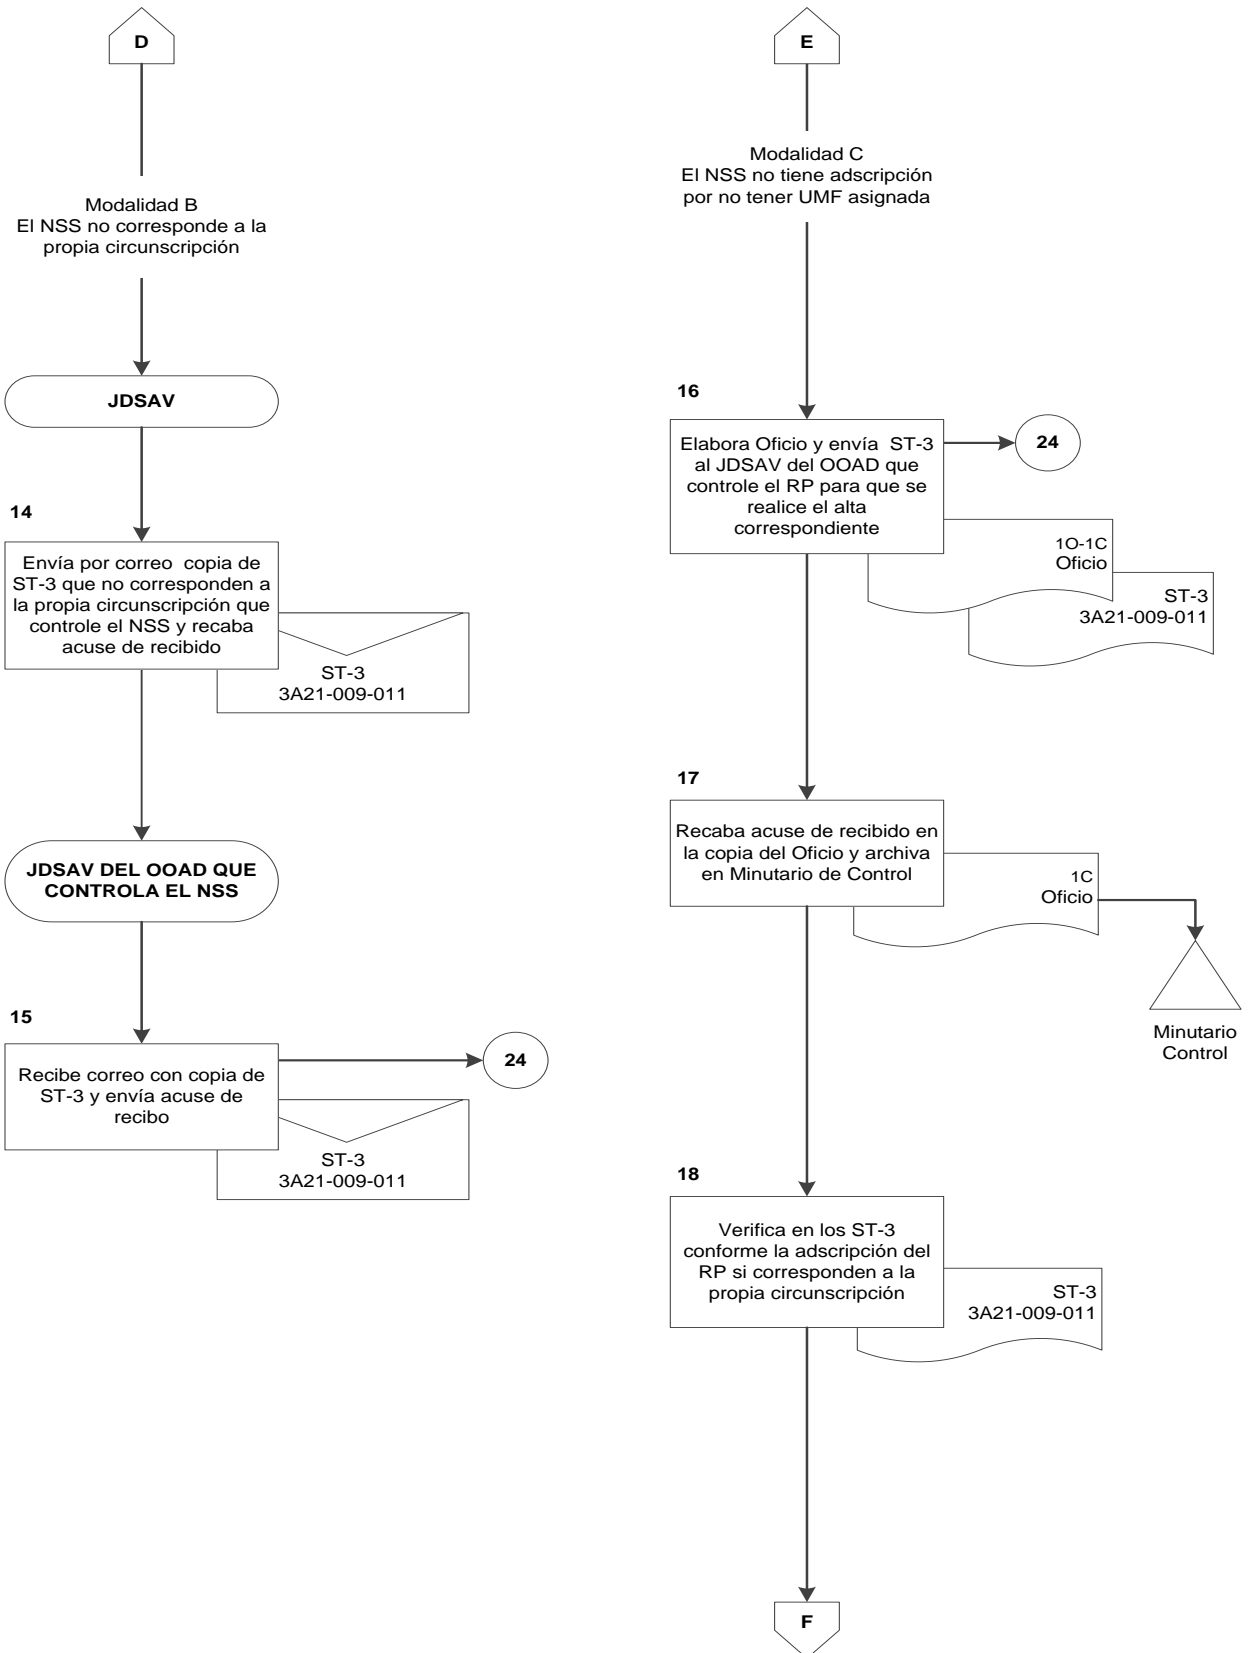 D
Modalidad B
El NSS no corresponde a la
propia circunscripción
JDSAV
14
Envía por correo copia de
ST-3 que no corresponden a
la propia circunscripción que
controle el NSS y recaba
acuse de recibido
ST-3
3A21-009-011
JDSAV DEL OOAD QUE
CONTROLA EL NSS
15
Recibe correo con copia de
ST-3 y envía acuse de
recibo
24
ST-3
3A21-009-011
E
Modalidad C
El NSS no tiene adscripción
por no tener UMF asignada
16
Elabora Oficio y envía ST-3
al JDSAV del OOAD que
controle el RP para que se
realice el alta
correspondiente
24
1O-1C
Oficio
ST-3
3A21-009-011
17
Recaba acuse de recibido en
la copia del Oficio y archiva
en Minutario de Control
1C
Oficio
Minutario
Control
18
Verifica en los ST-3
conforme la adscripción del
RP si corresponden a la
propia circunscripción
ST-3
3A21-009-011
F